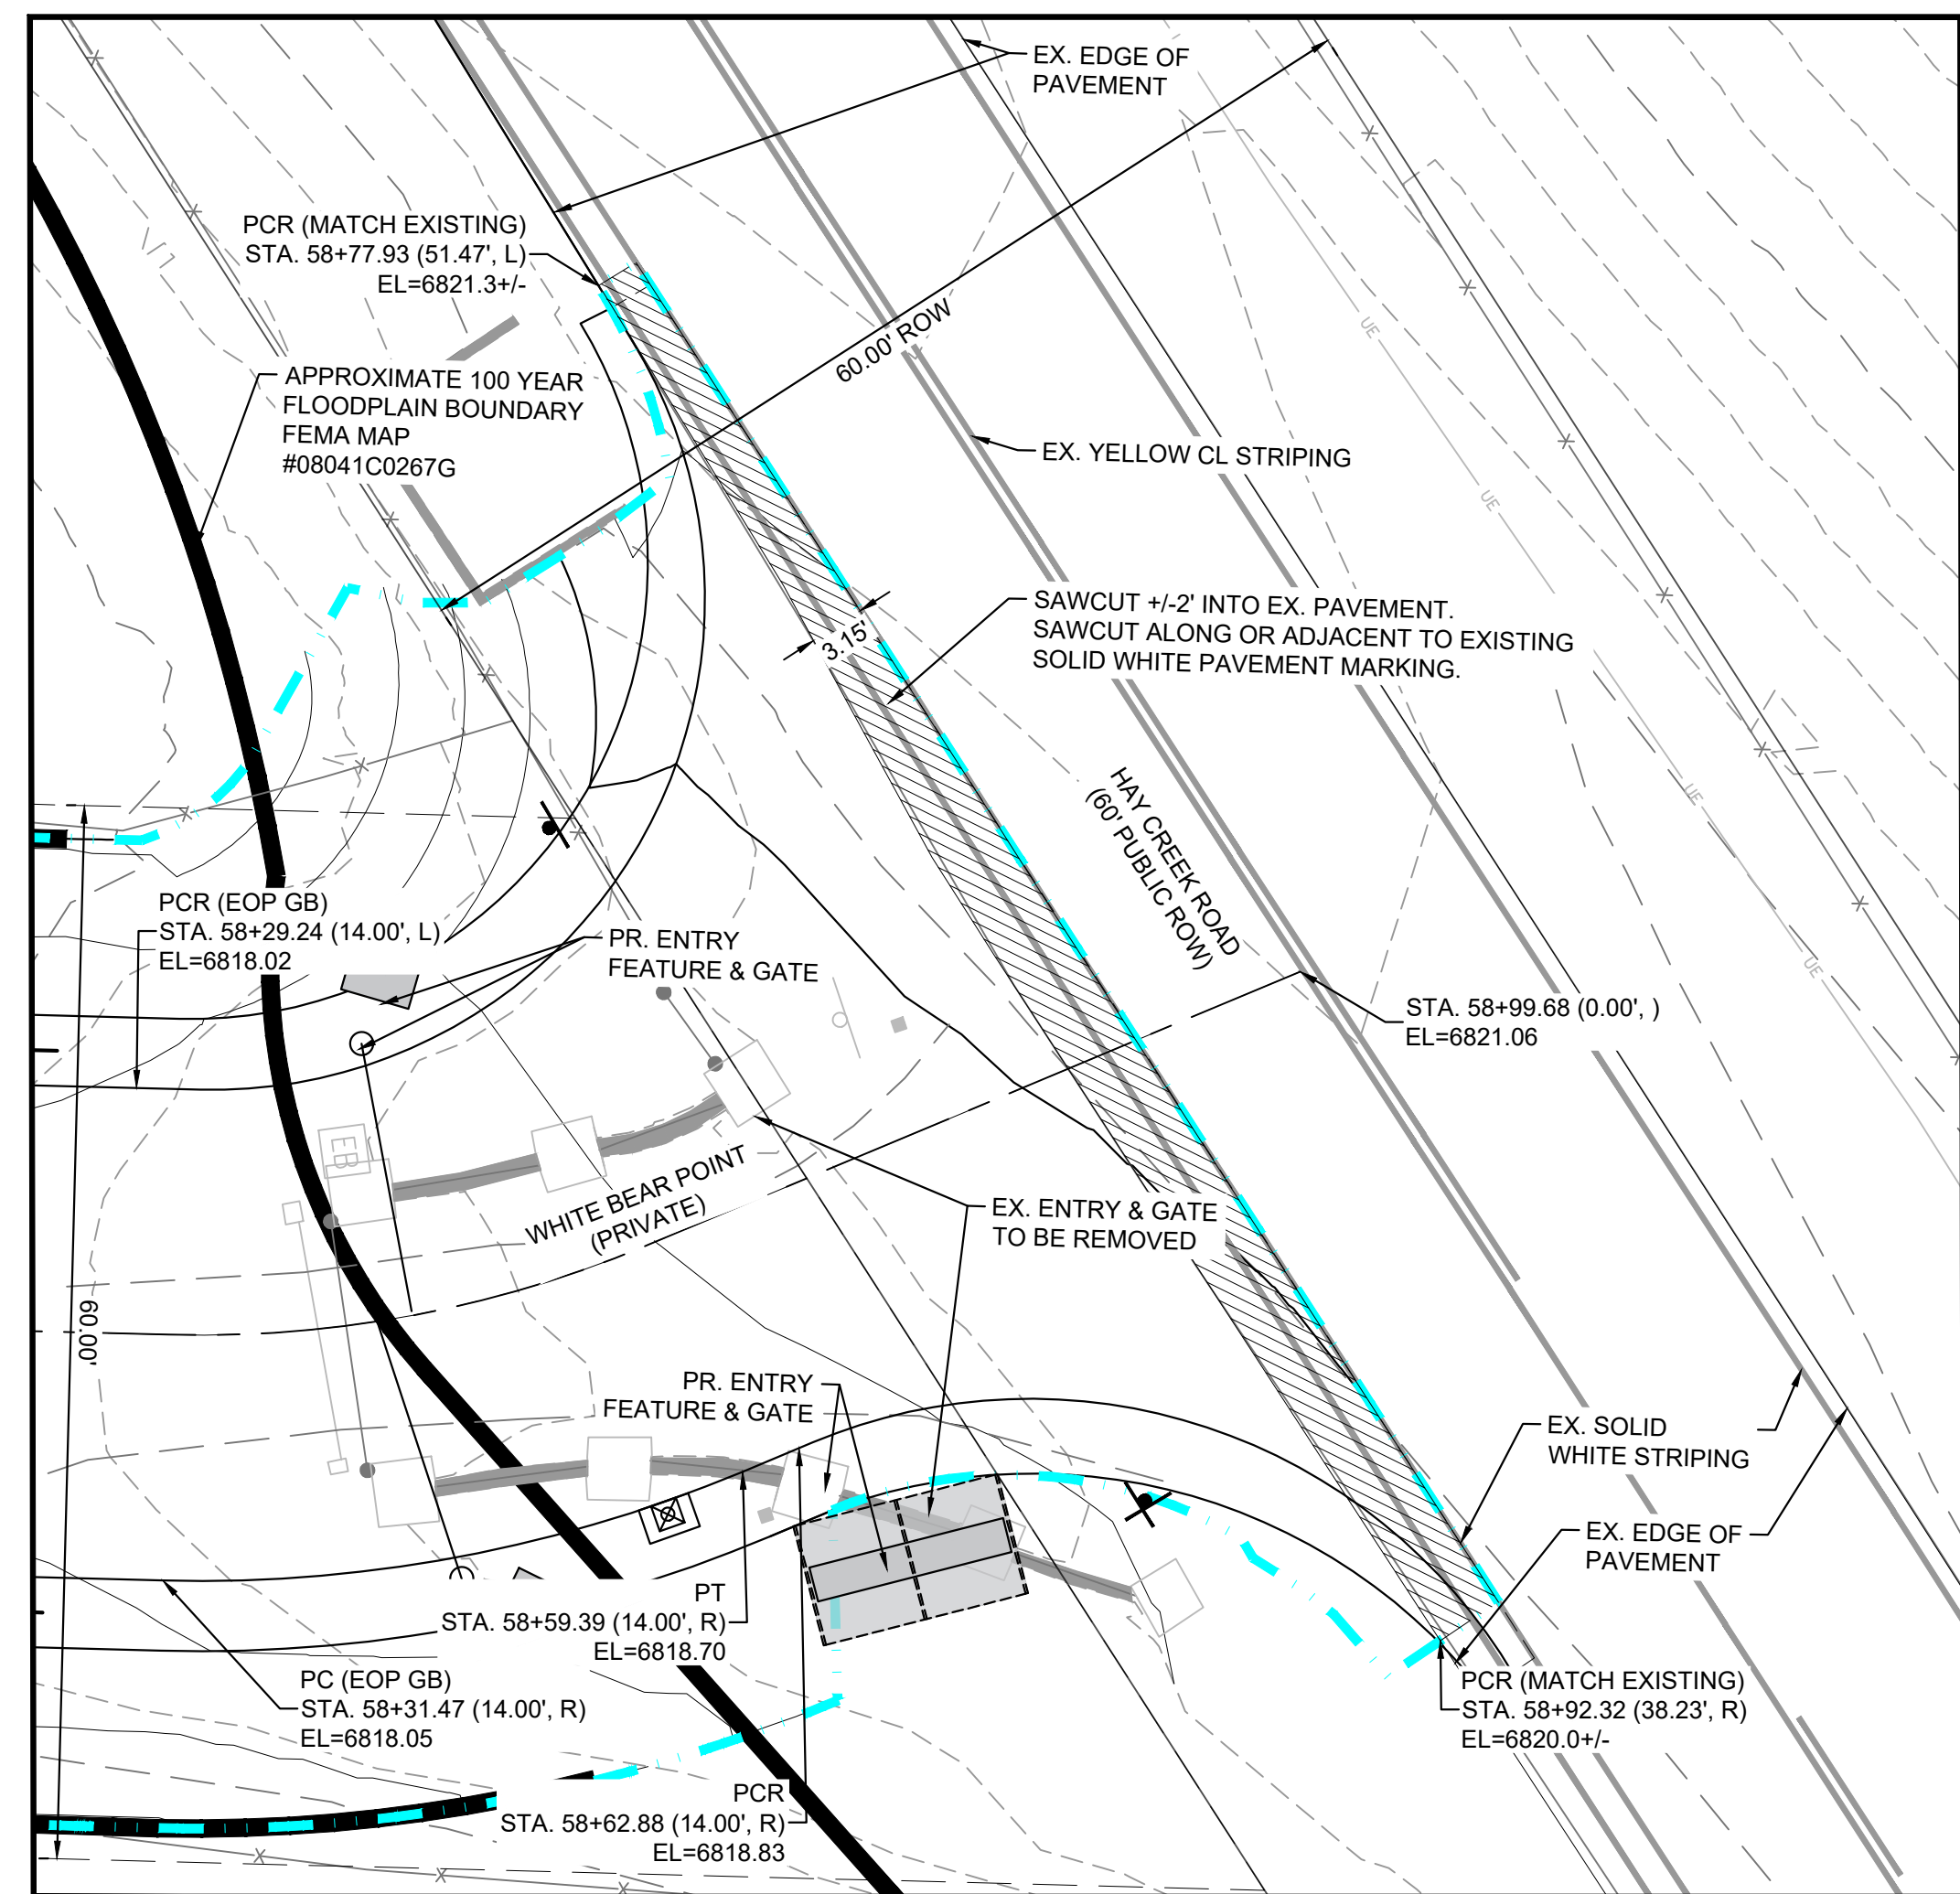 EX. EDGE OF
PAVEMENT
PCR (MATCH EXISTING)
STA. 58+77.93 (51.47', L)
EL=6821.3+/-
60.00' ROW
APPROXIMATE 100 YEAR
FLOODPLAIN BOUNDARY
FEMA MAP
#08041C0267G
UE
EX. YELLOW CL STRIPING
UE
SAWCUT +/-2' INTO EX. PAVEMENT.
SAWCUT ALONG OR ADJACENT TO EXISTING
SOLID WHITE PAVEMENT MARKING.
3.15'
UE
HAY CREEK ROAD
(60' PUBLIC ROW)
UE
PCR (EOP GB)
STA. 58+29.24 (14.00', L)
EL=6818.02
PR. ENTRY
FEATURE & GATE
STA. 58+99.68 (0.00', )
EL=6821.06
EB
WHITE BEAR POINT
(PRIVATE)
EX. ENTRY & GATE
TO BE REMOVED
60.00'
PR. ENTRY
FEATURE & GATE
EX. SOLID
WHITE STRIPING
EX. EDGE OF
PAVEMENT
PT
STA. 58+59.39 (14.00', R)
EL=6818.70
PC (EOP GB)
STA. 58+31.47 (14.00', R)
EL=6818.05
PCR (MATCH EXISTING)
STA. 58+92.32 (38.23', R)
EL=6820.0+/-
PCR
STA. 58+62.88 (14.00', R)
EL=6818.83